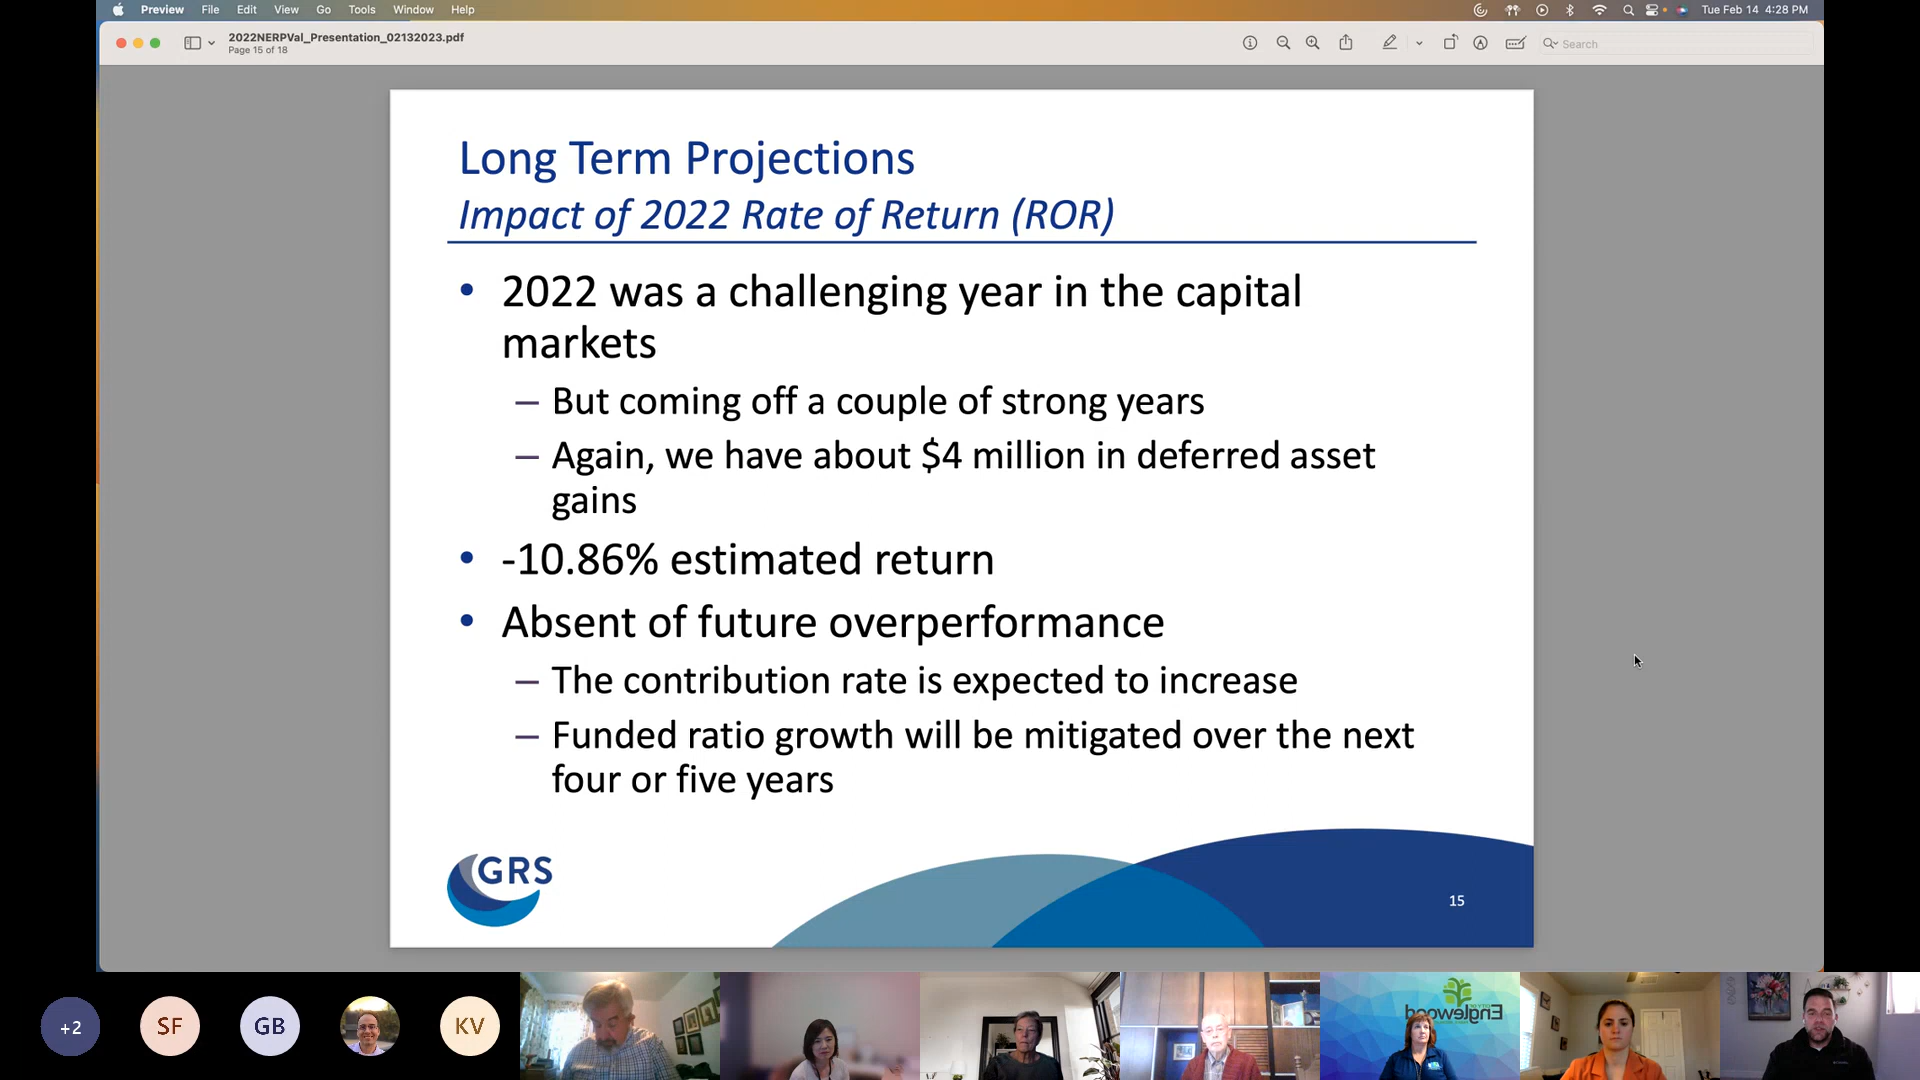 Preview File Edit View Go Tools Window Help
Tue Feb 14 4:28 PM
2022NERPVal_Presentation_02132023.pdf
Page 15 of 18
Search
Long Term Projections
Impact of 2022 Rate of Return (ROR)
• 2022 was a challenging year in the capital
markets
– But coming off a couple of strong years
– Again, we have about $4 million in deferred asset
gains
• -10.86% estimated return
• Absent of future overperformance
– The contribution rate is expected to increase
– Funded ratio growth will be mitigated over the next
four or five years
GRS
15
+2
SF
GB
KV
Englewood